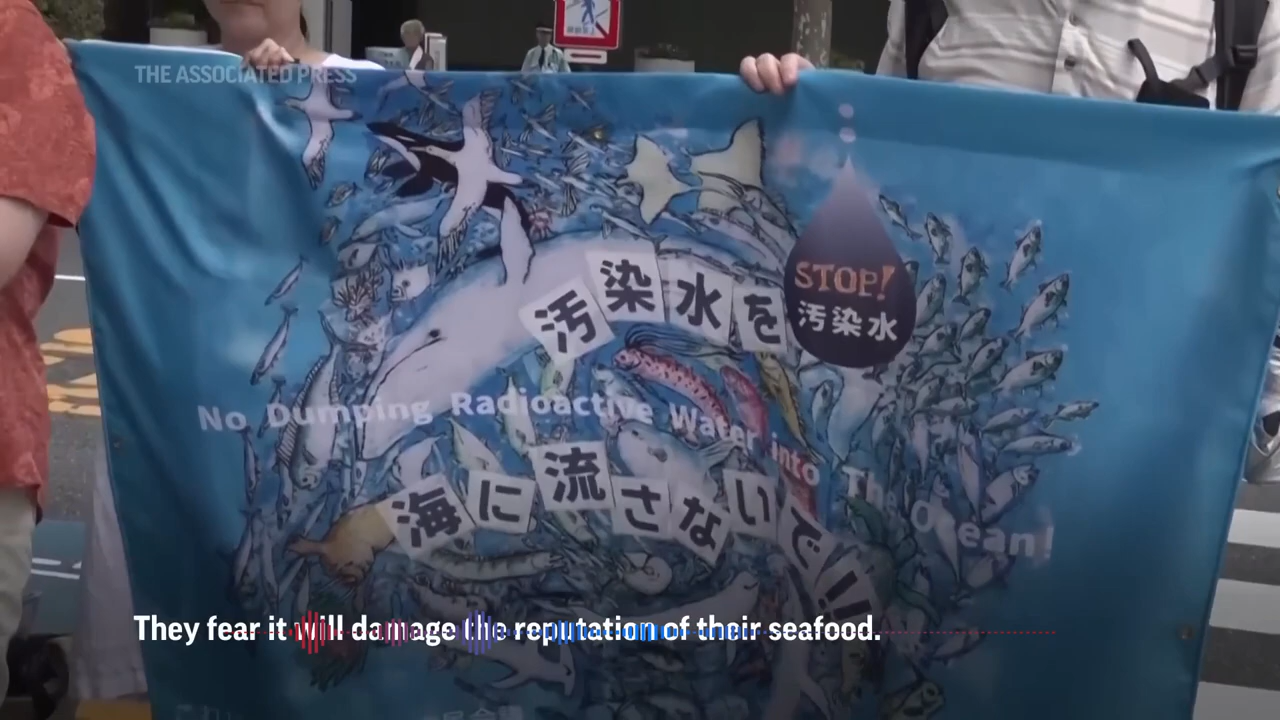 THE ASSOCIATED PRESS
汚染水を
STOP!
汚染水
No Dumping Radioactive Water into The Ocean!
海に流さないで!!
They fear it will damage the reputation of their seafood.